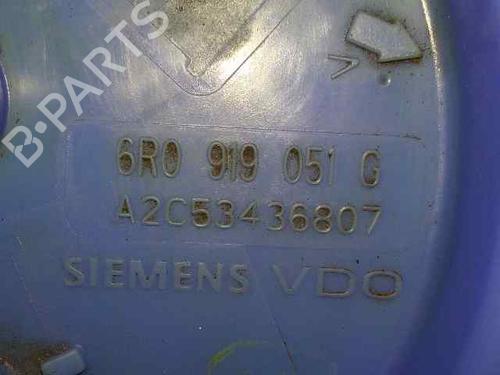 B-PARTS
6R0 919 051 G
A2C53436807
SIEMENS VDO